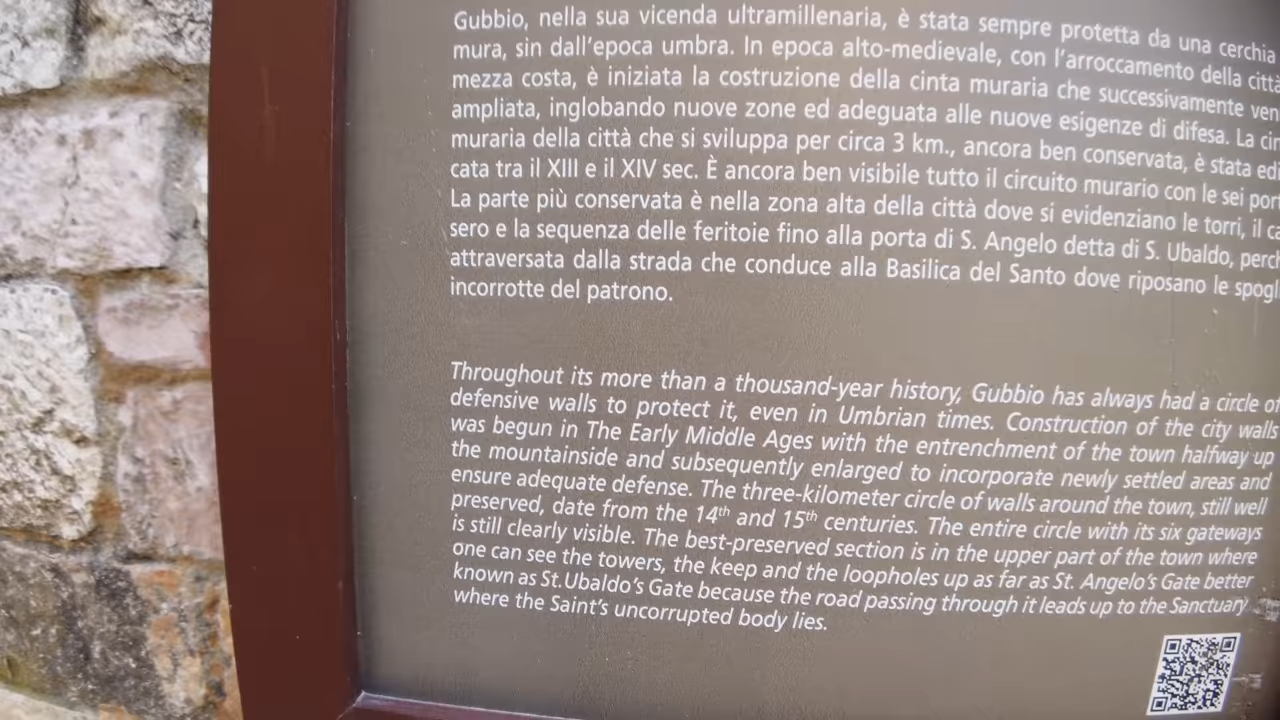 Gubbio, nella sua vicenda ultramillenaria, è stata sempre protetta da una cerchia
mura, sin dall'epoca umbra. In epoca alto-medievale, con l'arroccamento della città
mezza costa, è iniziata la costruzione della cinta muraria che successivamente ven
ampliata, inglobando nuove zone ed adeguata alle nuove esigenze di difesa. La cin
muraria della città che si sviluppa per circa 3 km., ancora ben conservata, è stata edi
cata tra il XIII e il XIV sec. È ancora ben visibile tutto il circuito murario con le sei port
La parte più conservata è nella zona alta della città dove si evidenziano le torri, il ca
sero e la sequenza delle feritoie fino alla porta di S. Angelo detta di S. Ubaldo, perch
attraversata dalla strada che conduce alla Basilica del Santo dove riposano le spogl
incorrotte del patrono.
Throughout its more than a thousand-year history, Gubbio has always had a circle of
defensive walls to protect it, even in Umbrian times. Construction of the city walls
was begun in The Early Middle Ages with the entrenchment of the town halfway up
the mountainside and subsequently enlarged to incorporate newly settled areas and
ensure adequate defense. The three-kilometer circle of walls around the town, still well
preserved, date from the 14th and 15th centuries. The entire circle with its six gateways
is still clearly visible. The best-preserved section is in the upper part of the town where
one can see the towers, the keep and the loopholes up as far as St. Angelo's Gate better
known as St.Ubaldo's Gate because the road passing through it leads up to the Sanctuary
where the Saint's uncorrupted body lies.